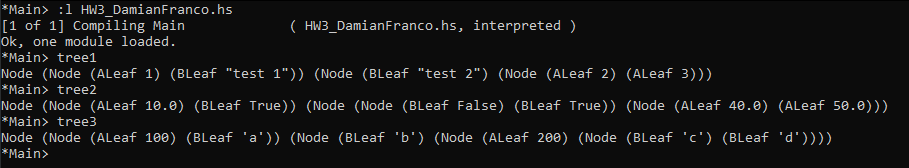 *Main> :l HW3_DamianFranco.hs
[1 of 1] Compiling Main             ( HW3_DamianFranco.hs, interpreted )
Ok, one module loaded.
*Main> tree1
Node (Node (ALeaf 1) (BLeaf "test 1")) (Node (BLeaf "test 2") (Node (ALeaf 2) (ALeaf 3)))
*Main> tree2
Node (Node (ALeaf 10.0) (BLeaf True)) (Node (Node (BLeaf False) (BLeaf True)) (Node (ALeaf 40.0) (ALeaf 50.0)))
*Main> tree3
Node (Node (ALeaf 100) (BLeaf 'a')) (Node (BLeaf 'b') (Node (ALeaf 200) (Node (BLeaf 'c') (BLeaf 'd'))))
*Main>